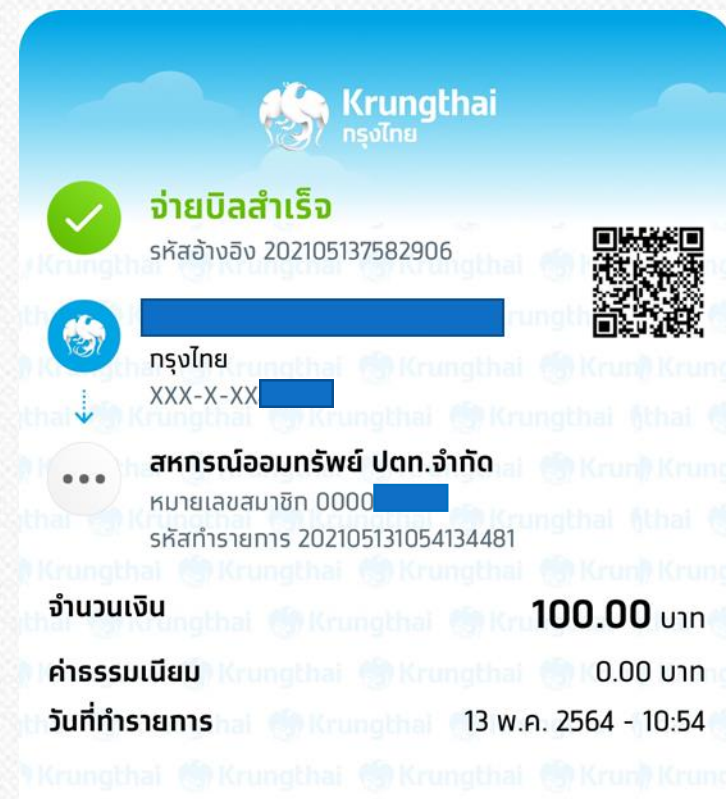 Krungthai
กรุงไทย
จ่ายบิลสำเร็จ
รหัสอ้างอิง 202105137582906
กรุงไทย
XXX-X-XX
สหกรณ์ออมทรัพย์ ปตท.จำกัด
หมายเลขสมาชิก 0000
รหัสทำรายการ 202105131054134481
จำนวนเงิน 100.00 บาท
ค่าธรรมเนียม 0.00 บาท
วันที่ทำรายการ 13 พ.ค. 2564 - 10:54